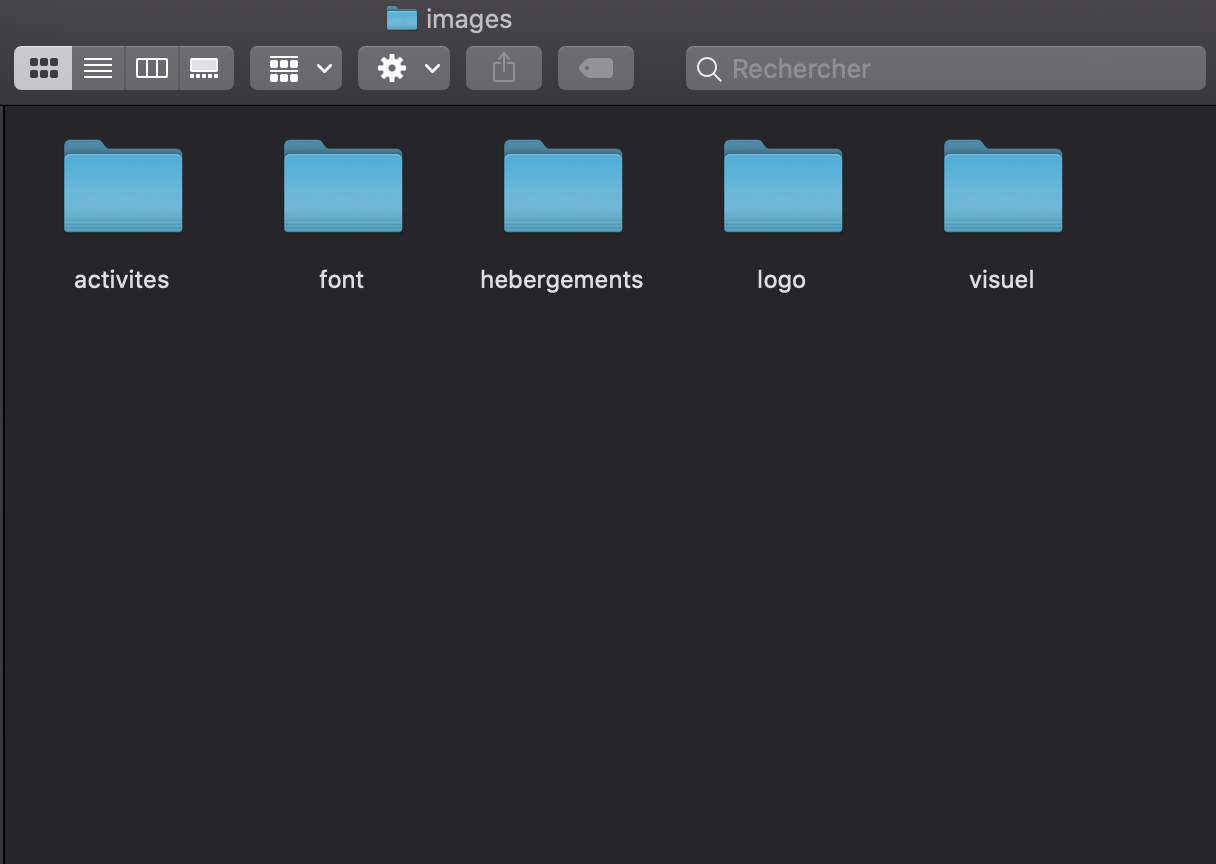 images
Rechercher
activites
font
hebergements
logo
visuel